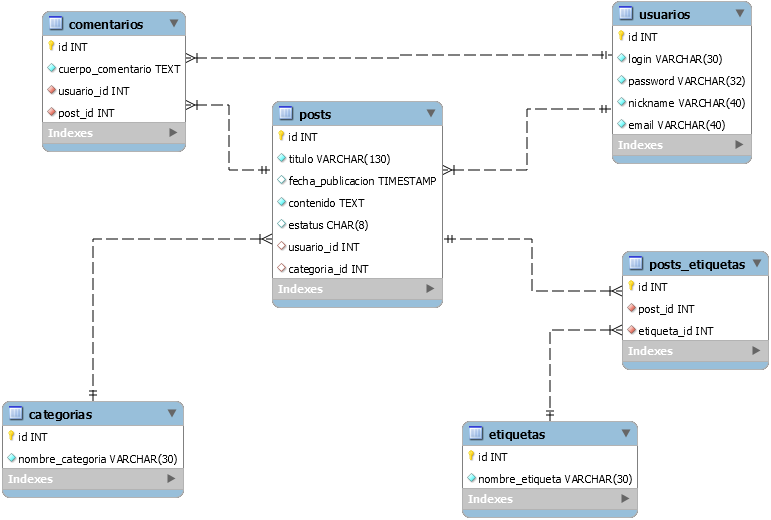 comentarios
id INT
cuerpo_comentario TEXT
usuario_id INT
post_id INT
Indexes
usuarios
id INT
login VARCHAR(30)
password VARCHAR(32)
nickname VARCHAR(40)
email VARCHAR(40)
Indexes
posts
id INT
titulo VARCHAR(130)
fecha_publicacion TIMESTAMP
contenido TEXT
estatus CHAR(8)
usuario_id INT
categoria_id INT
Indexes
posts_etiquetas
id INT
post_id INT
etiqueta_id INT
Indexes
categorias
id INT
nombre_categoria VARCHAR(30)
Indexes
etiquetas
id INT
nombre_etiqueta VARCHAR(30)
Indexes